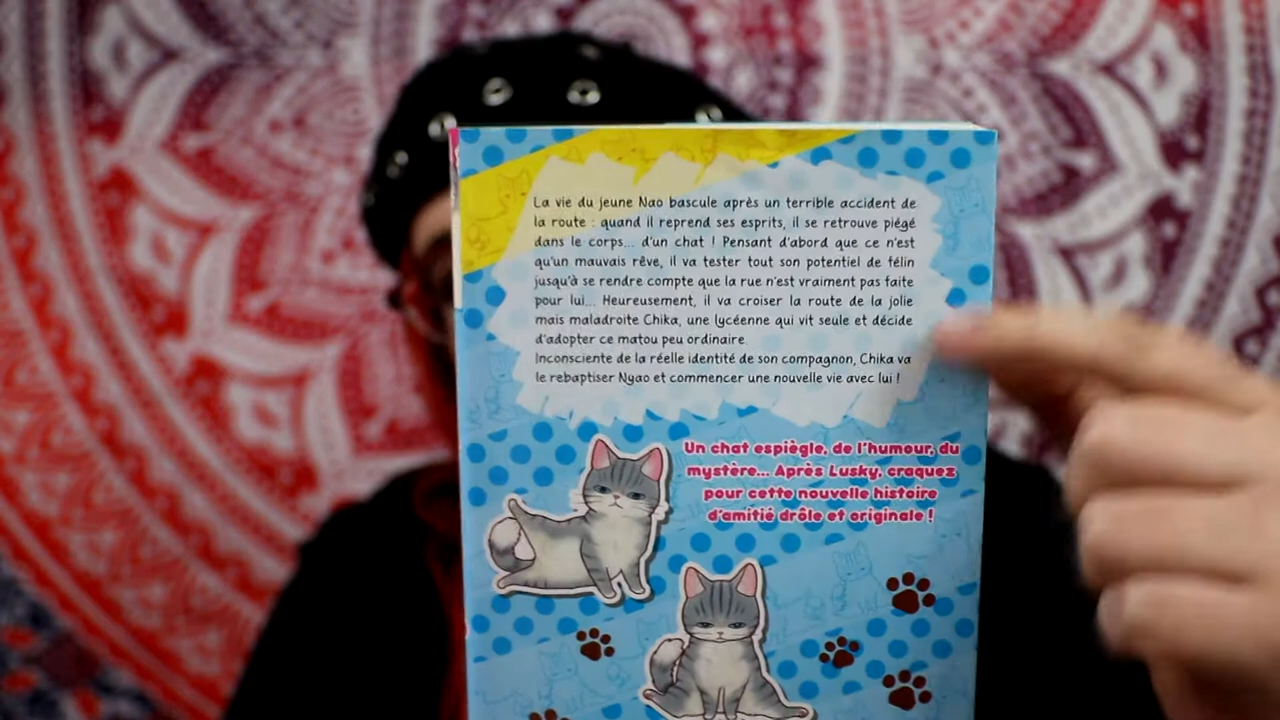 La vie du jeune Nao bascule après un terrible accident de
la route : quand il reprend ses esprits, il se retrouve piégé
dans le corps... d'un chat ! Pensant d'abord que ce n'est
qu'un mauvais rêve, il va tester tout son potentiel de félin
jusqu'à se rendre compte que la rue n'est vraiment pas faite
pour lui... Heureusement, il va croiser la route de la jolie
mais maladroite Chika, une lycéenne qui vit seule et décide
d'adopter ce matou peu ordinaire.
Inconsciente de la réelle identité de son compagnon, Chika va
le rebaptiser Nyao et commencer une nouvelle vie avec lui !
Un chat espiègle, de l'humour, du
mystère... Après Lusky, craquez
pour cette nouvelle histoire
d'amitié drôle et originale !